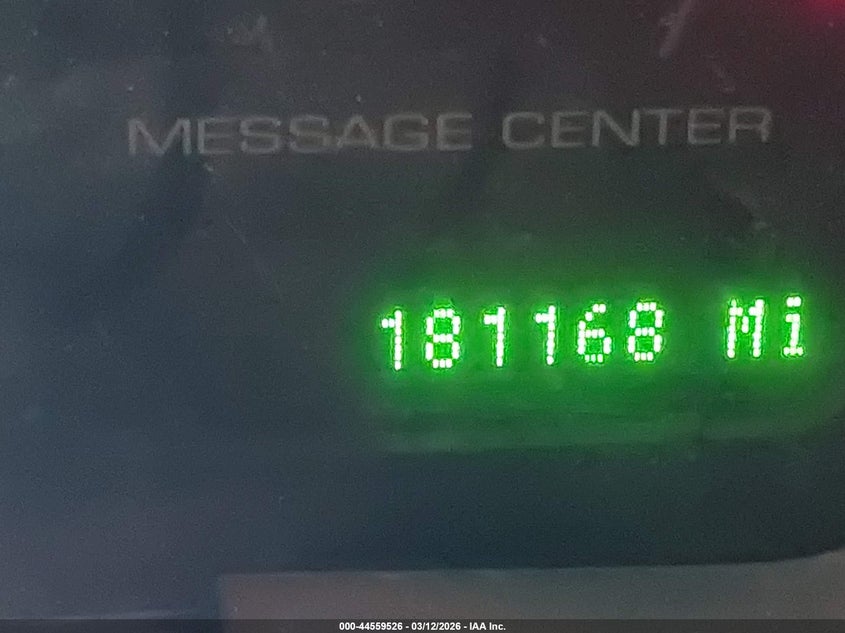 MESSAGE CENTER
181168 Mi
000-44559526 - 03/12/2026 - IAA Inc.